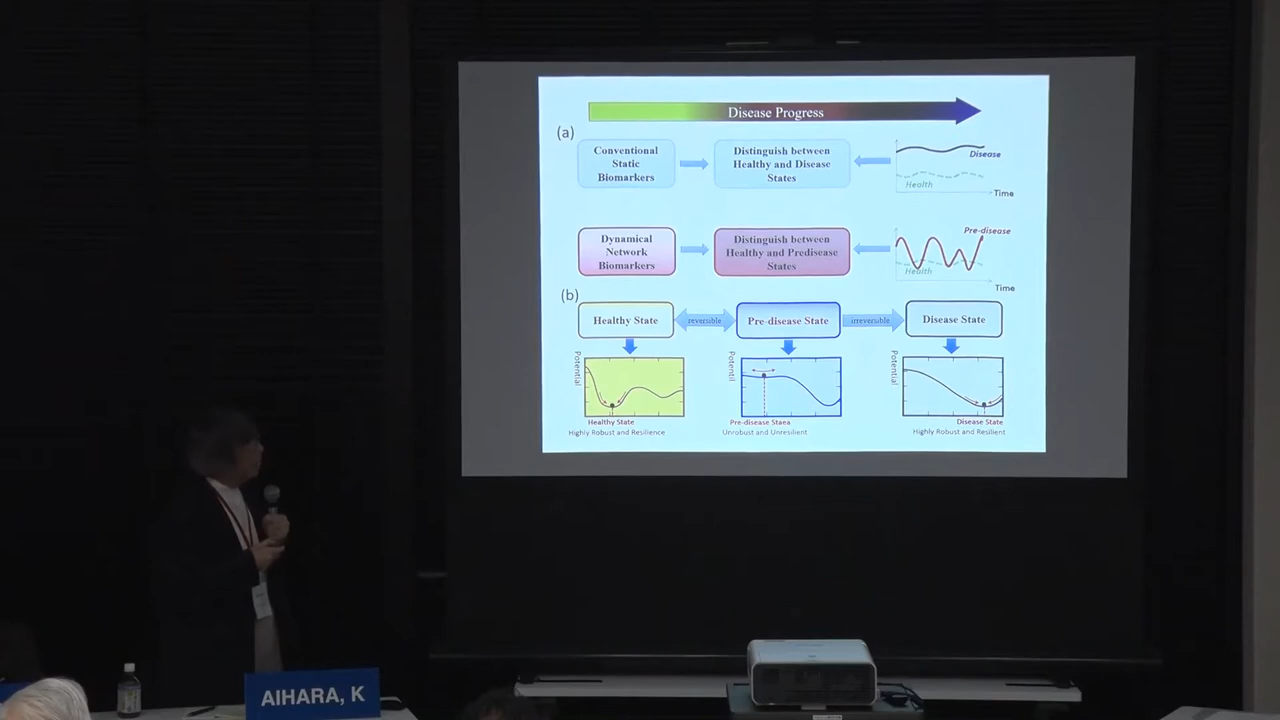 Disease Progress
(a)
Conventional
Static
Biomarkers
Distinguish between
Healthy and Disease
States
Disease
Health
Time
Dynamical
Network
Biomarkers
Distinguish between
Healthy and Predisease
States
Pre-disease
Health
Time
(b)
Healthy State
reversible
Pre-disease State
irreversible
Disease State
Potential
Healthy State
Highly Robust and Resilience
Potentil
Pre-disease Staea
Unrobust and Unresilient
Potential
Disease State
Highly Robust and Resilient
AIHARA, K